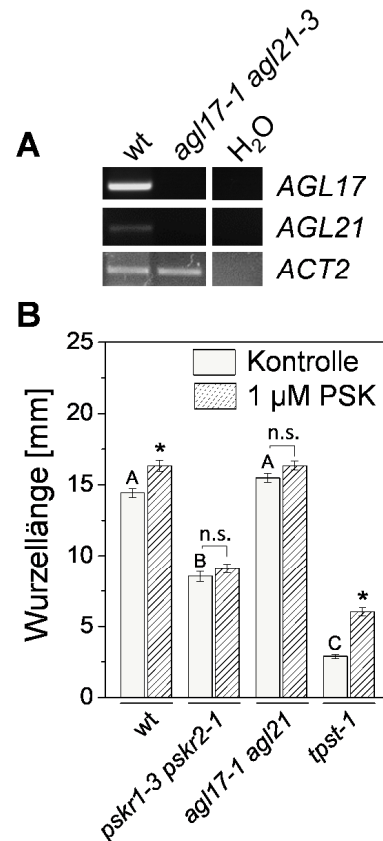 A
wt
agl17-1 agl21-3
H₂O
AGL17
AGL21
ACT2
B
Wurzellänge [mm]
25
20
15
10
5
0
Kontrolle
1 µM PSK
A
*
n.s.
B
n.s.
A
*
C
wt
pskr1-3 pskr2-1
agl17-1 agl21
tpst-1